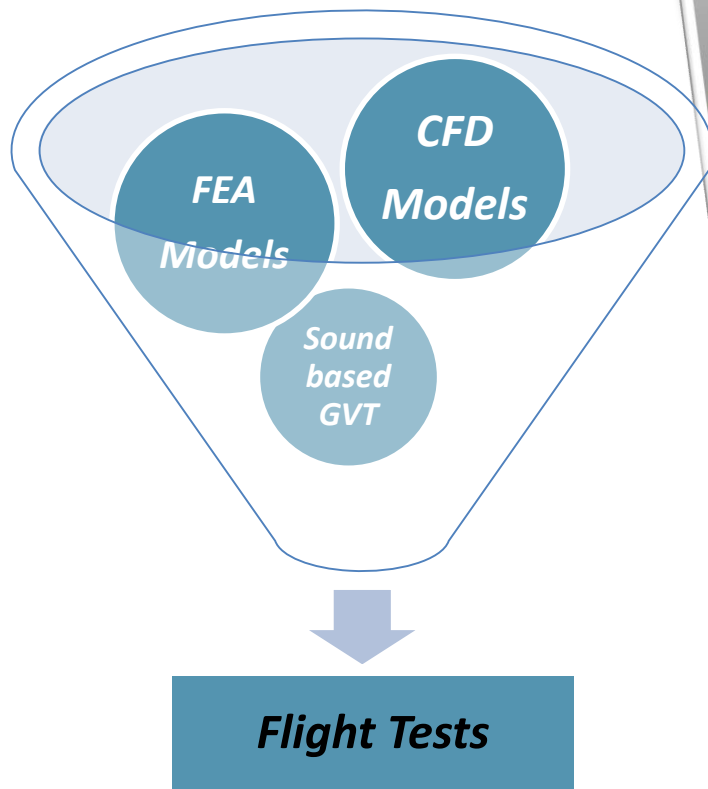 CFD
Models
FEA
Models
Sound
based
GVT
Flight Tests